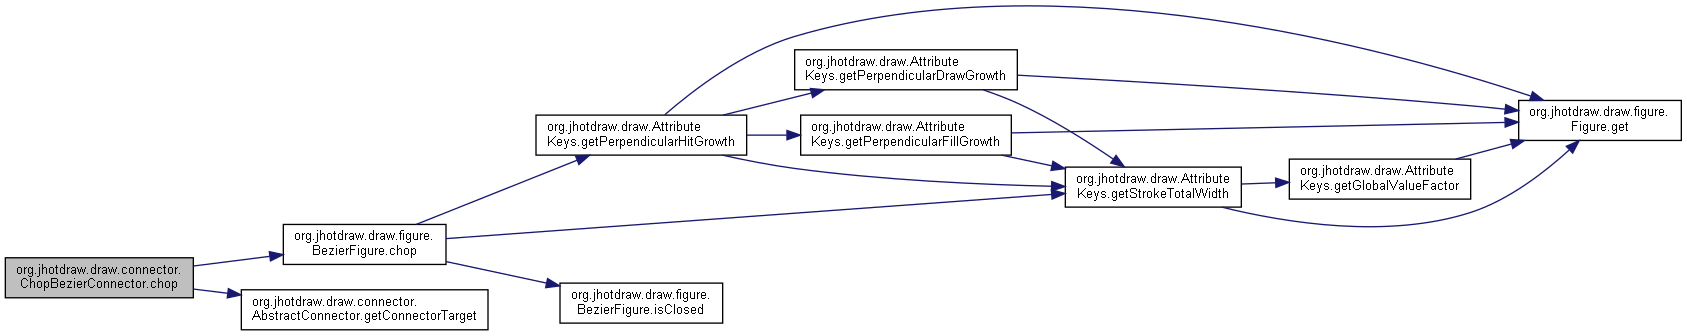 org.jhotdraw.draw.connector.
ChopBezierConnector.chop
org.jhotdraw.draw.figure.
BezierFigure.chop
org.jhotdraw.draw.connector.
AbstractConnector.getConnectorTarget
org.jhotdraw.draw.Attribute
Keys.getPerpendicularHitGrowth
org.jhotdraw.draw.figure.
BezierFigure.isClosed
org.jhotdraw.draw.Attribute
Keys.getPerpendicularDrawGrowth
org.jhotdraw.draw.Attribute
Keys.getPerpendicularFillGrowth
org.jhotdraw.draw.Attribute
Keys.getStrokeTotalWidth
org.jhotdraw.draw.Attribute
Keys.getGlobalValueFactor
org.jhotdraw.draw.figure.
Figure.get